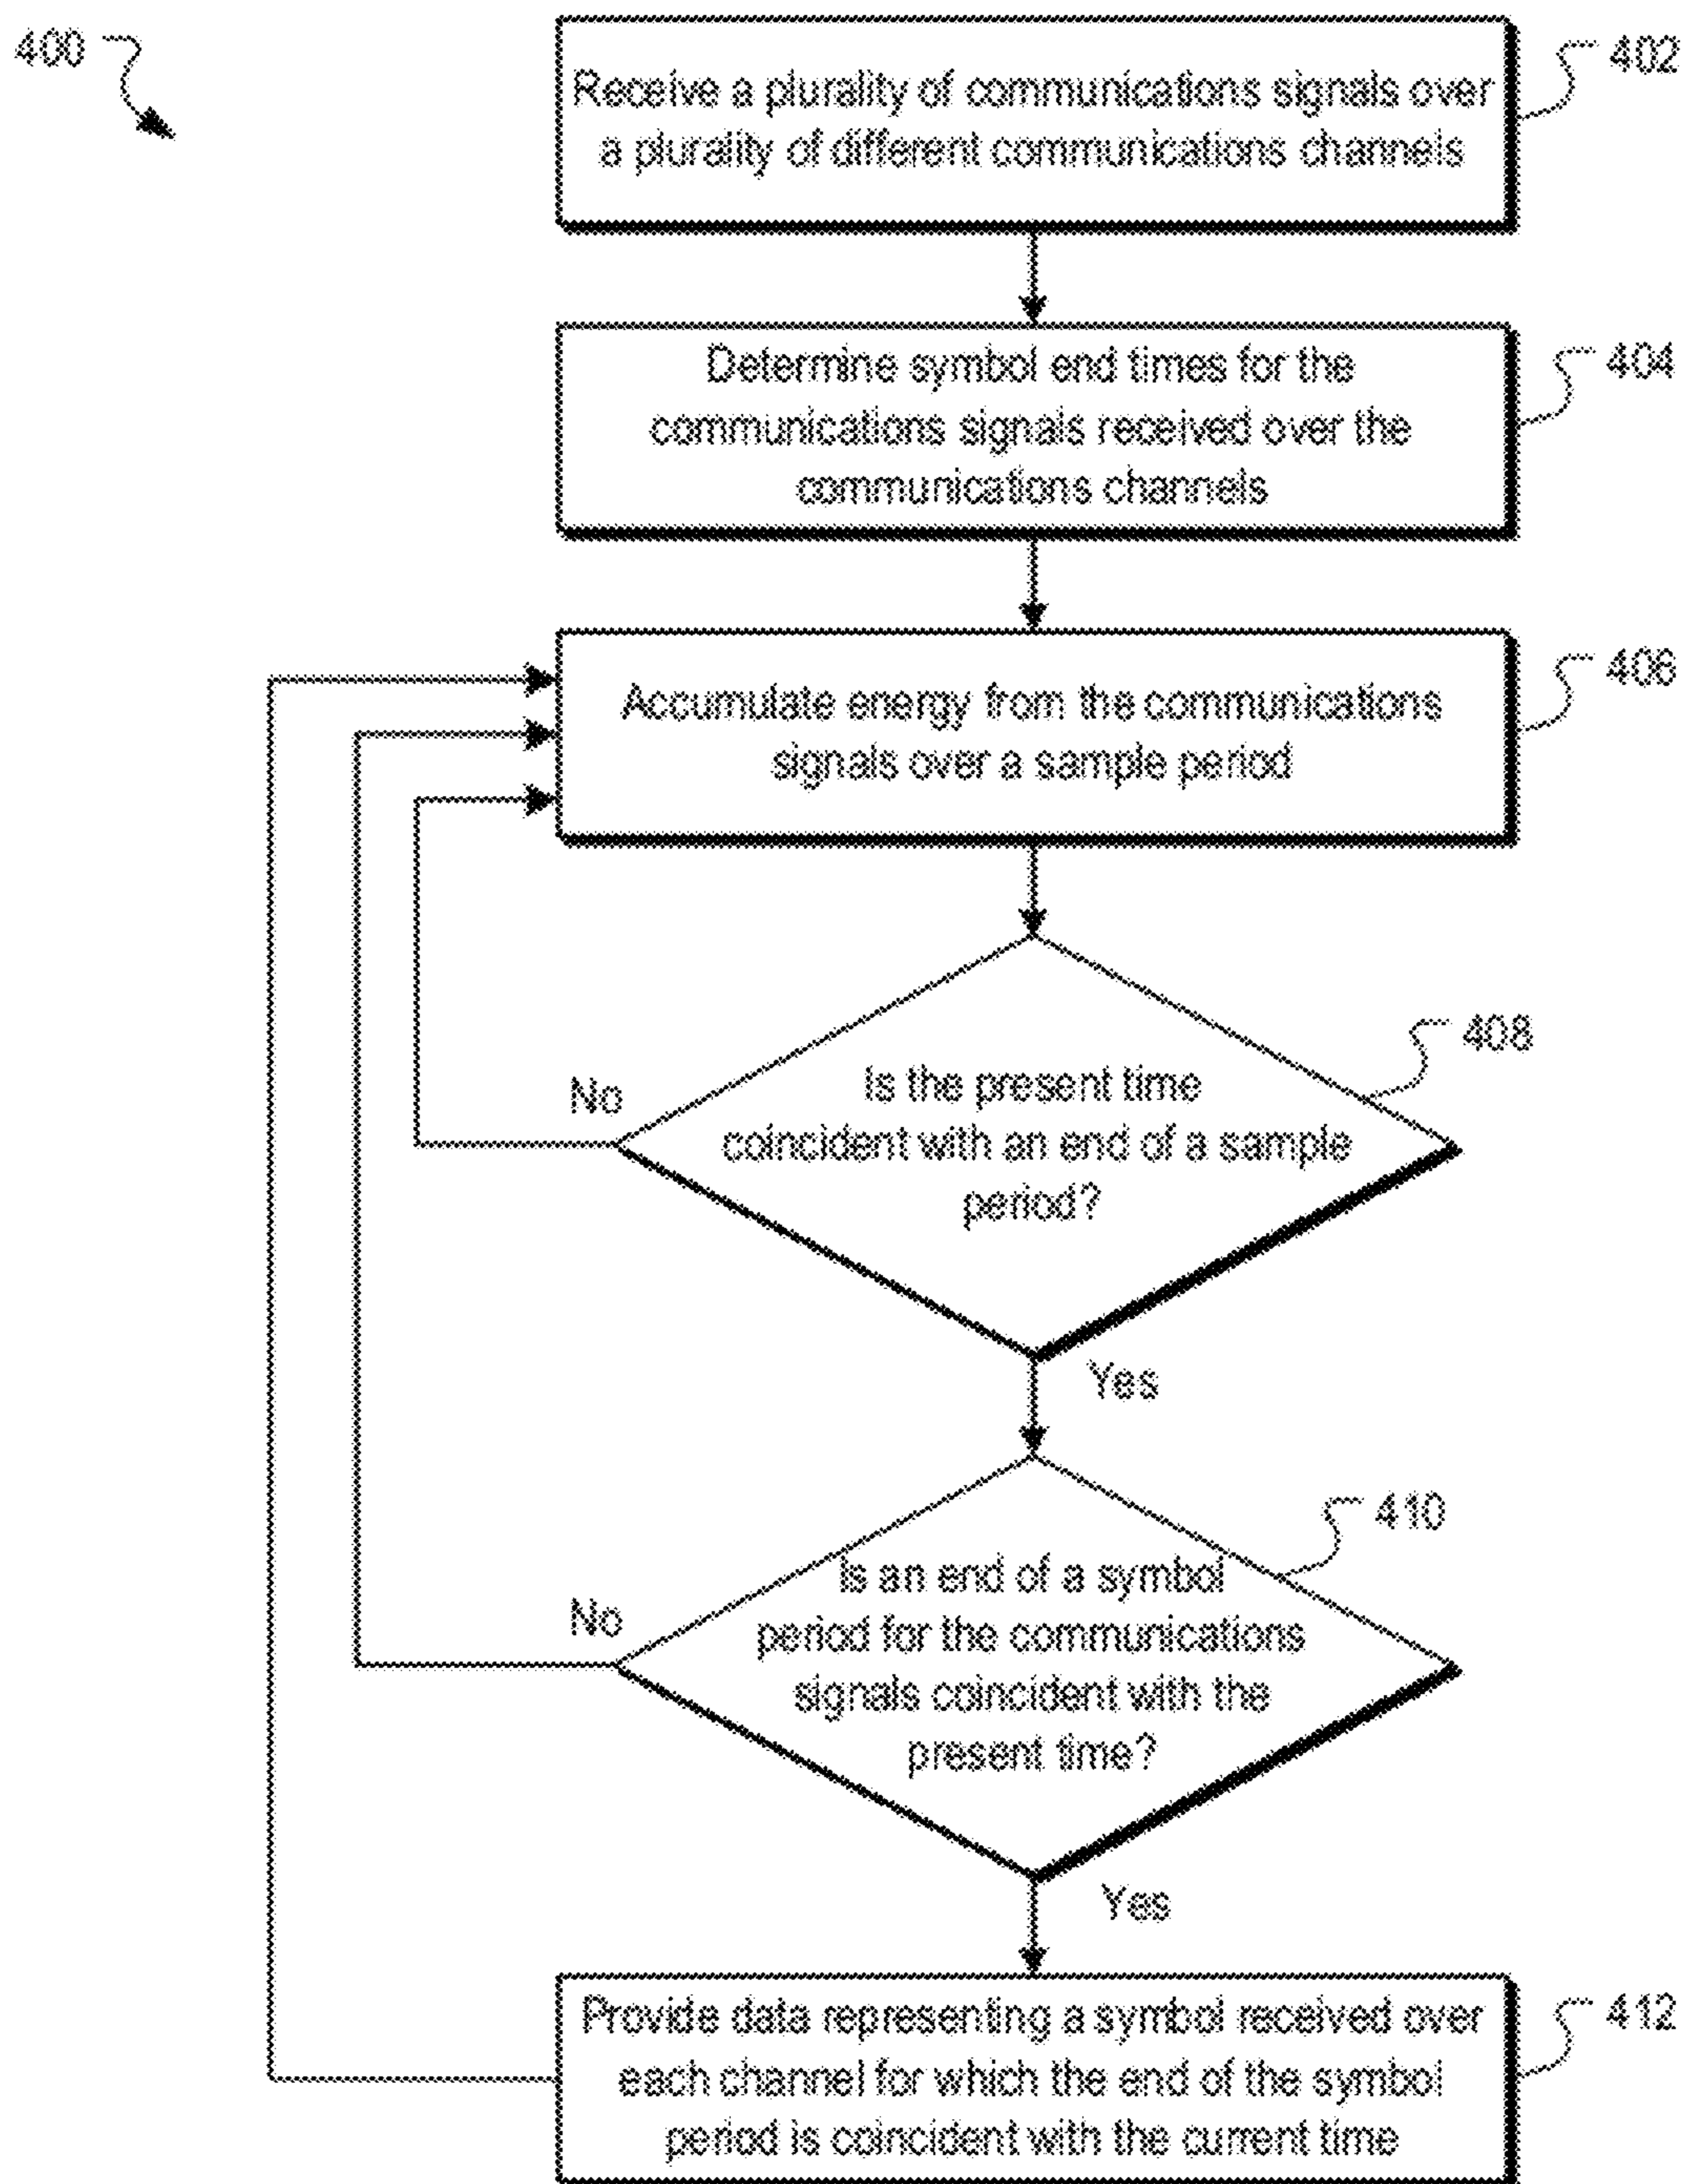 400
402
Receive a plurality of communications signals over
a plurality of different communications channels
404
Determine symbol end times for the
communications signals received over the
communications channels
406
Accumulate energy from the communications
signals over a sample period
408
Is the present time
coincident with an end of a sample
period?
No
Yes
410
Is an end of a symbol
period for the communications
signals coincident with the
present time?
No
Yes
412
Provide data representing a symbol received over
each channel for which the end of the symbol
period is coincident with the current time